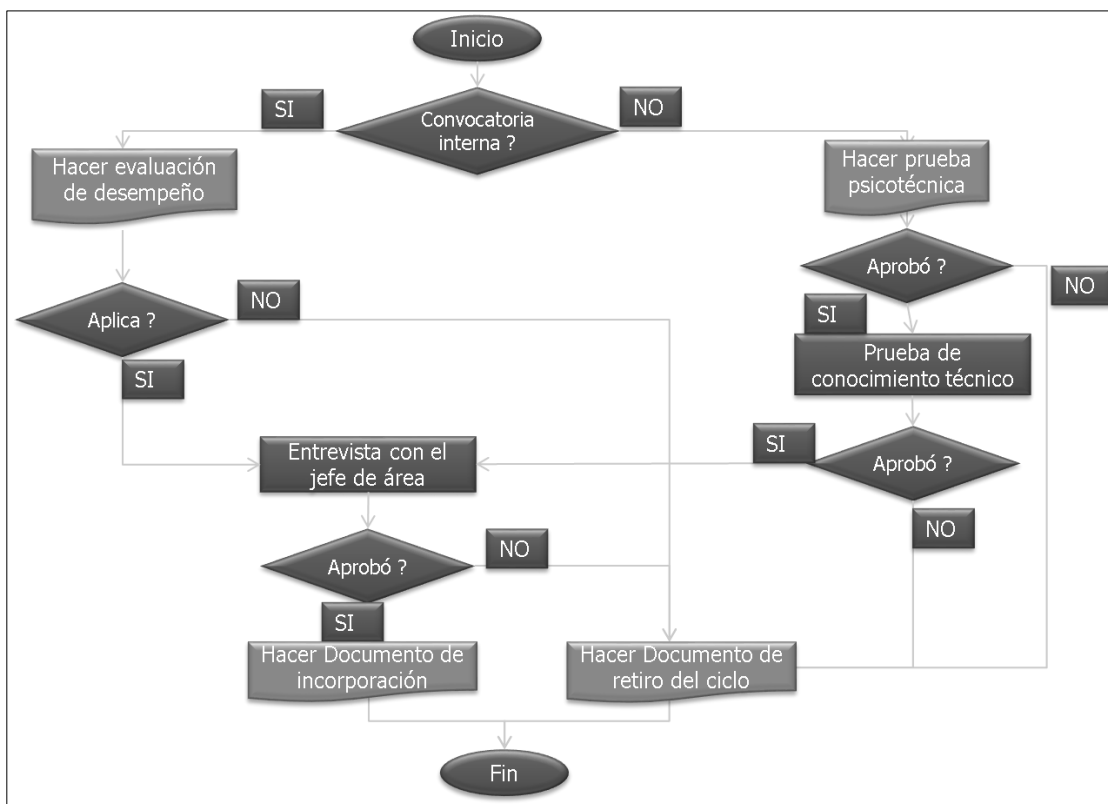 Inicio
SI
Convocatoria
interna ?
NO
Hacer evaluación
de desempeño
Hacer prueba
psicotécnica
Aprobó ?
NO
Aplica ?
NO
SI
SI
Prueba de
conocimiento técnico
SI
Aprobó ?
NO
Entrevista con el
jefe de área
Aprobó ?
NO
SI
Hacer Documento de
incorporación
Hacer Documento de
retiro del ciclo
Fin